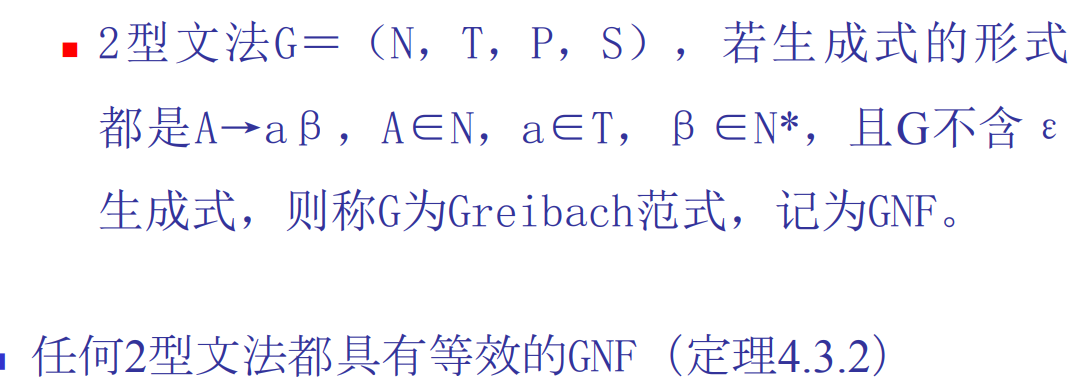 2型文法G＝（N，T，P，S），若生成式的形式
都是A→aβ，A∈N，a∈T，β∈N*，且G不含ε
生成式，则称G为Greibach范式，记为GNF。
任何2型文法都具有等效的GNF（定理4.3.2）